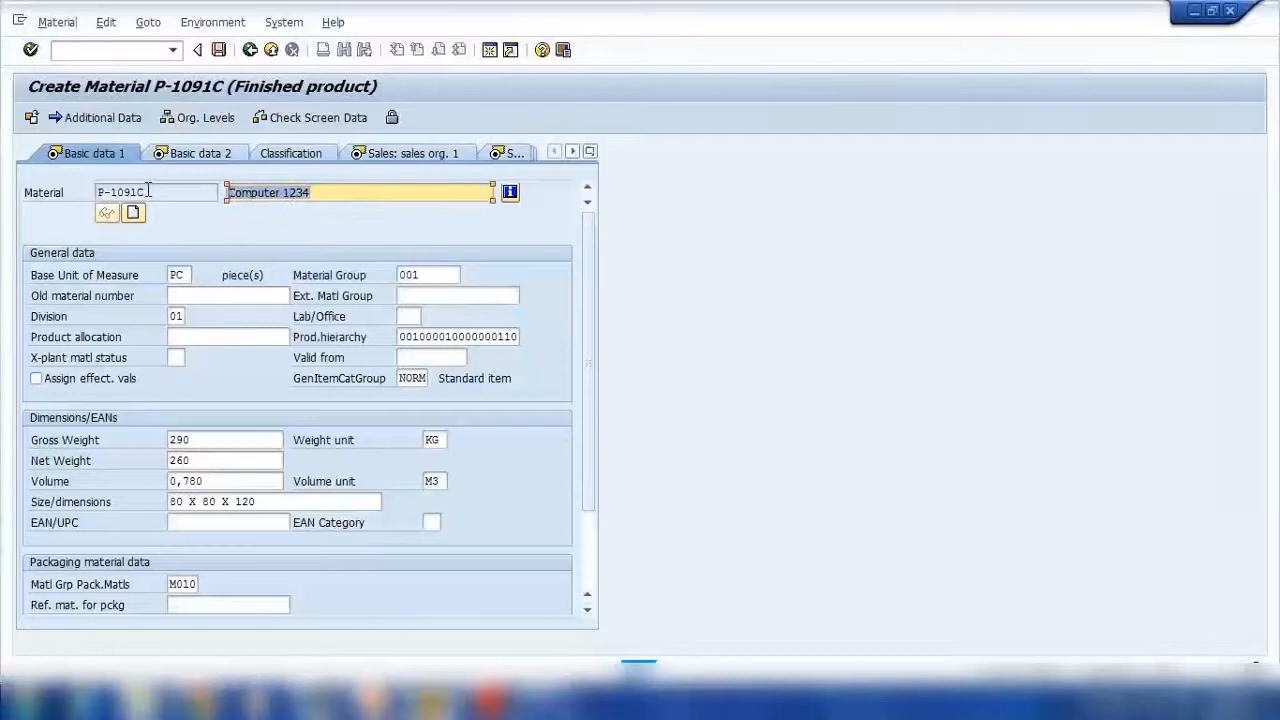 Material Edit Goto Environment System Help
Create Material P-1091C (Finished product)
Additional Data Org. Levels Check Screen Data
Basic data 1 Basic data 2 Classification Sales: sales org. 1 S...
Material P-1091C Computer 1234
General data
Base Unit of Measure PC piece(s) Material Group 001
Old material number Ext. Matl Group
Division 01 Lab/Office
Product allocation Prod.hierarchy 001000010000000110
X-plant matl status Valid from
Assign effect. vals GenItemCatGroup NORM Standard item
Dimensions/EANs
Gross Weight 290 Weight unit KG
Net Weight 260
Volume 0,780 Volume unit M3
Size/dimensions 80 X 80 X 120
EAN/UPC EAN Category
Packaging material data
Matl Grp Pack.Matls M010
Ref. mat. for pckg